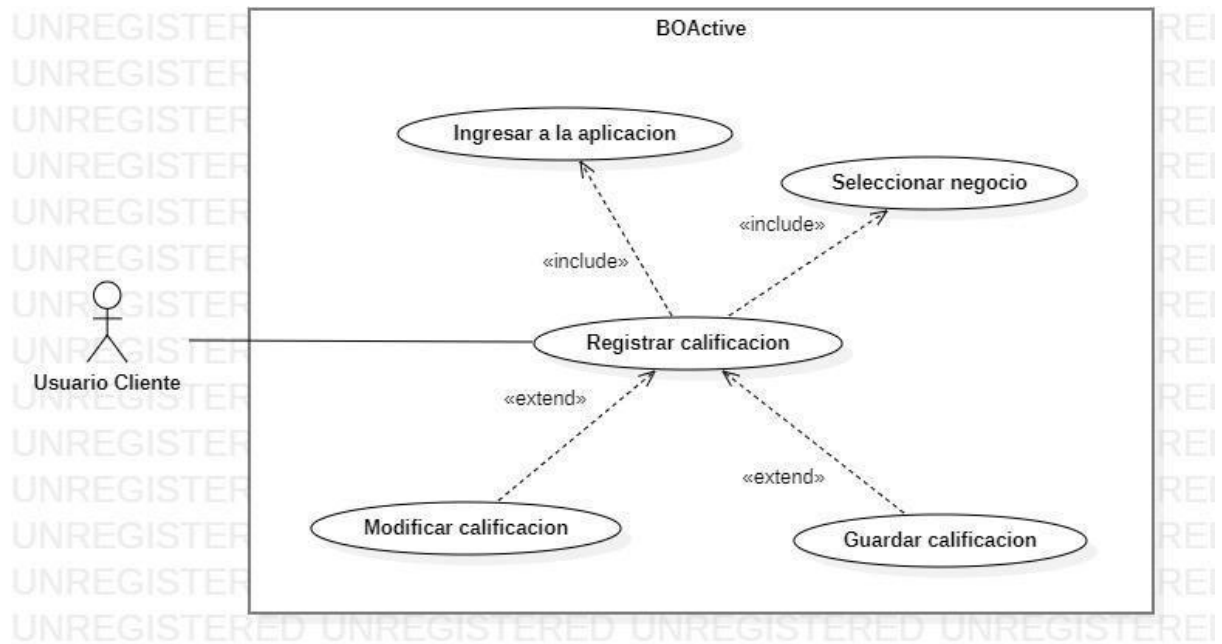 BOActive
Ingresar a la aplicacion
Seleccionar negocio
«include»
«include»
Registrar calificacion
Usuario Cliente
«extend»
«extend»
Modificar calificacion
Guardar calificacion
UNREGISTERED UNREGISTERED UNREGISTERED UNREGISTERED